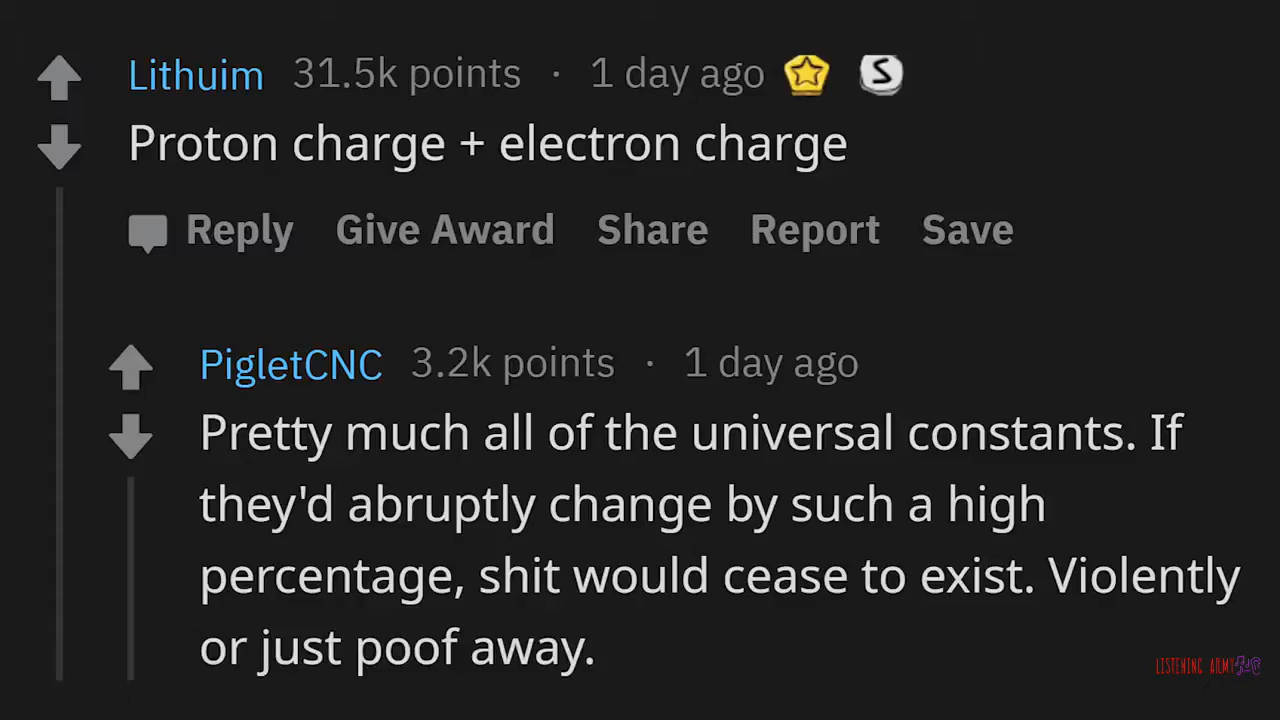 Lithuim 31.5k points · 1 day ago S
Proton charge + electron charge
Reply Give Award Share Report Save
PigletCNC 3.2k points · 1 day ago
Pretty much all of the universal constants. If
they'd abruptly change by such a high
percentage, shit would cease to exist. Violently
or just poof away.
LISTENING ARMY